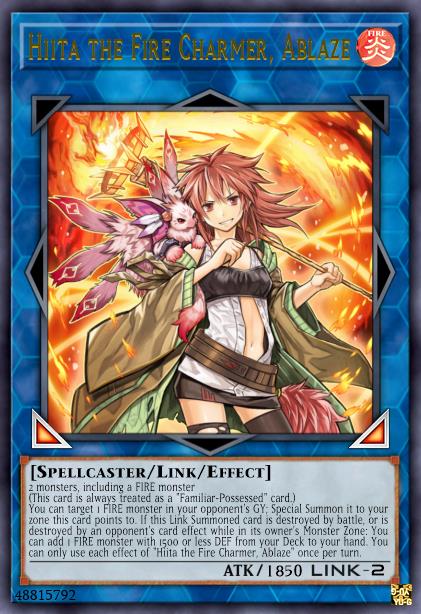 Hiita the Fire Charmer, Ablaze
FIRE
炎
[Spellcaster/Link/Effect]
2 monsters, including a FIRE monster
(This card is always treated as a "Familiar-Possessed" card.)
You can target 1 FIRE monster in your opponent's GY; Special Summon it to your
zone this card points to. If this Link Summoned card is destroyed by battle, or is
destroyed by an opponent's card effect while in its owner's Monster Zone: You
can add 1 FIRE monster with 1500 or less DEF from your Deck to your hand. You
can only use each effect of "Hiita the Fire Charmer, Ablaze" once per turn.
ATK/1850 LINK-2
48815792